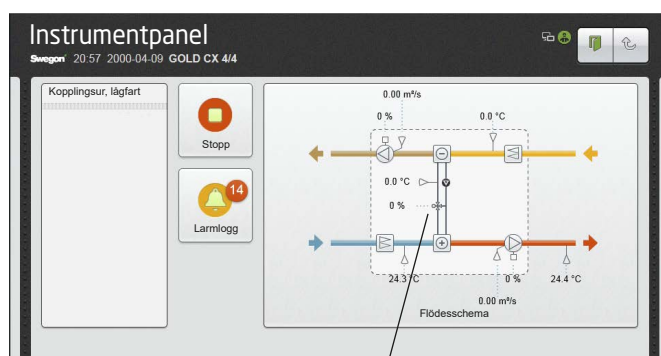 Instrumentpanel
Swegon 20:57 2000-04-09 GOLD CX 4/4
Kopplingsur, lågfart
Stopp
14
Larmlogg
0.00 m³/s
0 %
0.0 °C
0.0 °C
0 %
24.3 °C
0 %
24.4 °C
0.00 m³/s
Flödesschema